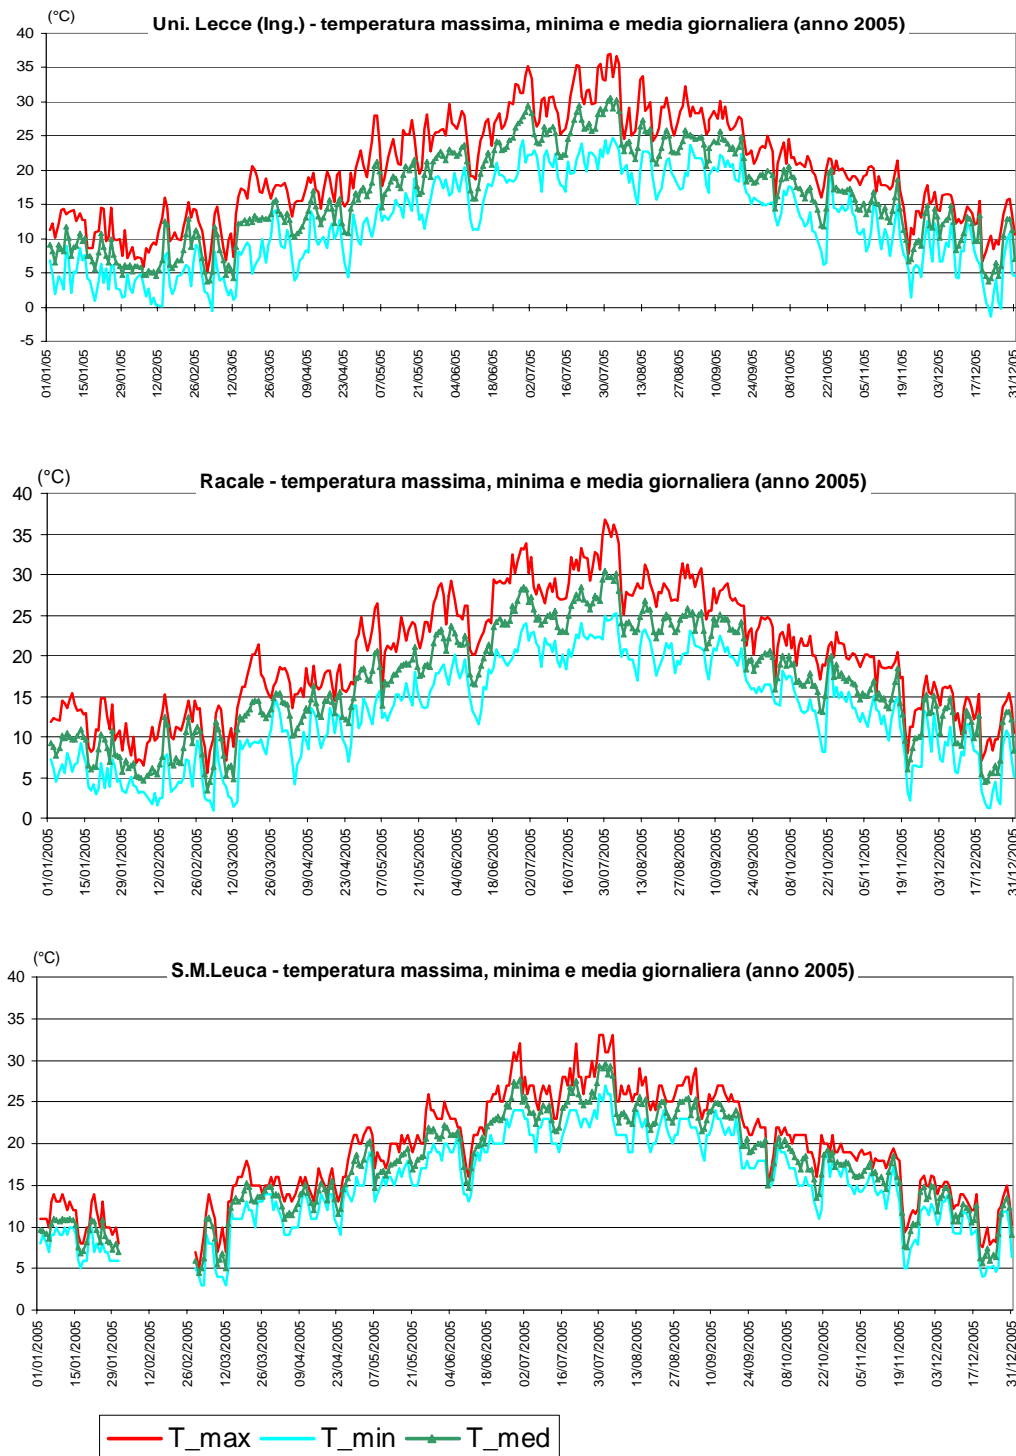 (°C)
Uni. Lecce (Ing.) - temperatura massima, minima e media giornaliera (anno 2005)
40
35
30
25
20
15
10
5
0
-5
01/01/05 15/01/05 29/01/05 12/02/05 26/02/05 12/03/05 26/03/05 09/04/05 23/04/05 07/05/05 21/05/05 04/06/05 18/06/05 02/07/05 16/07/05 30/07/05 13/08/05 27/08/05 10/09/05 24/09/05 08/10/05 22/10/05 05/11/05 19/11/05 03/12/05 17/12/05 31/12/05
(°C)
Racale - temperatura massima, minima e media giornaliera (anno 2005)
40
35
30
25
20
15
10
5
0
01/01/2005 15/01/2005 29/01/2005 12/02/2005 26/02/2005 12/03/2005 26/03/2005 09/04/2005 23/04/2005 07/05/2005 21/05/2005 04/06/2005 18/06/2005 02/07/2005 16/07/2005 30/07/2005 13/08/2005 27/08/2005 10/09/2005 24/09/2005 08/10/2005 22/10/2005 05/11/2005 19/11/2005 03/12/2005 17/12/2005 31/12/2005
(°C)
S.M.Leuca - temperatura massima, minima e media giornaliera (anno 2005)
40
35
30
25
20
15
10
5
0
01/01/2005 15/01/2005 29/01/2005 12/02/2005 26/02/2005 12/03/2005 26/03/2005 09/04/2005 23/04/2005 07/05/2005 21/05/2005 04/06/2005 18/06/2005 02/07/2005 16/07/2005 30/07/2005 13/08/2005 27/08/2005 10/09/2005 24/09/2005 08/10/2005 22/10/2005 05/11/2005 19/11/2005 03/12/2005 17/12/2005 31/12/2005
T_max T_min T_med